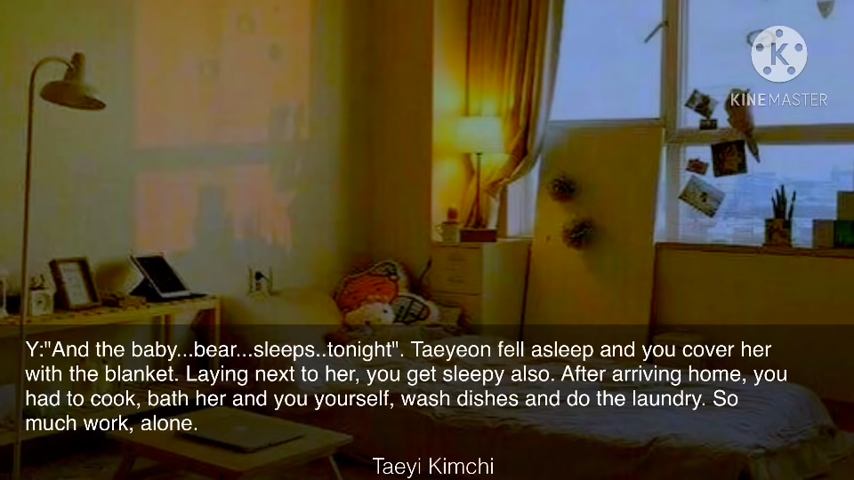 KINEMASTER
Y:"And the baby...bear...sleeps..tonight". Taeyeon fell asleep and you cover her
with the blanket. Laying next to her, you get sleepy also. After arriving home, you
had to cook, bath her and you yourself, wash dishes and do the laundry. So
much work, alone.
Taeyi Kimchi